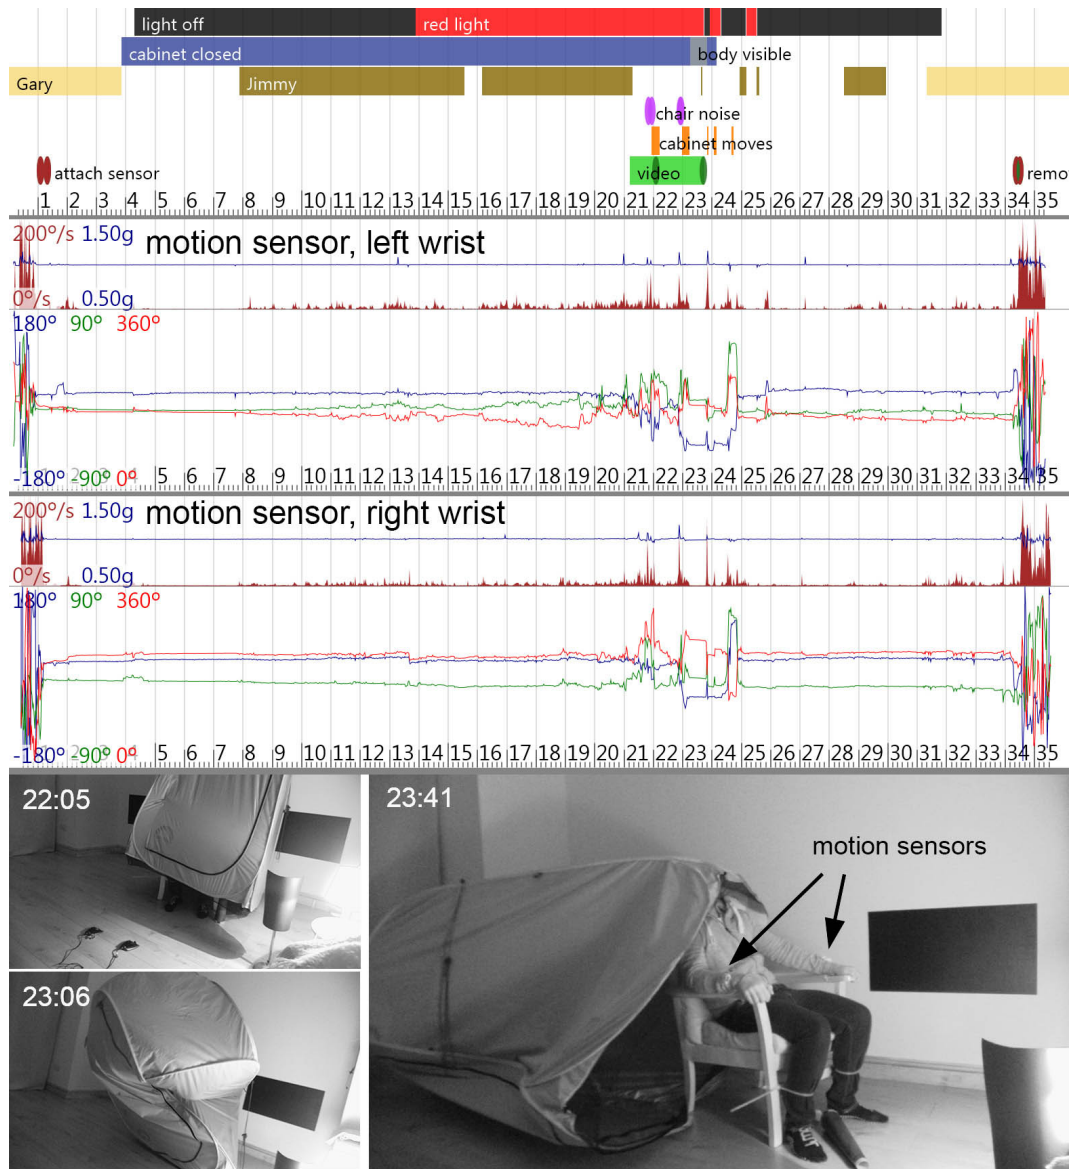 light off red light
cabinet closed body visible
Gary Jimmy
chair noise
cabinet moves
attach sensor video remo
1 2 3 4 5 6 7 8 9 10 11 12 13 14 15 16 17 18 19 20 21 22 23 24 25 26 27 28 29 30 31 32 33 34 35
200°/s 1.50g motion sensor, left wrist
0°/s 0.50g
180° 90° 360°
-180° -90° 0° 5 6 7 8 9 10 11 12 13 14 15 16 17 18 19 20 21 22 23 24 25 26 27 28 29 30 31 32 33 34 35
200°/s 1.50g motion sensor, right wrist
0°/s 0.50g
180° 90° 360°
-180° -90° 0° 5 6 7 8 9 10 11 12 13 14 15 16 17 18 19 20 21 22 23 24 25 26 27 28 29 30 31 32 33 34 35
22:05
23:41
motion sensors
23:06